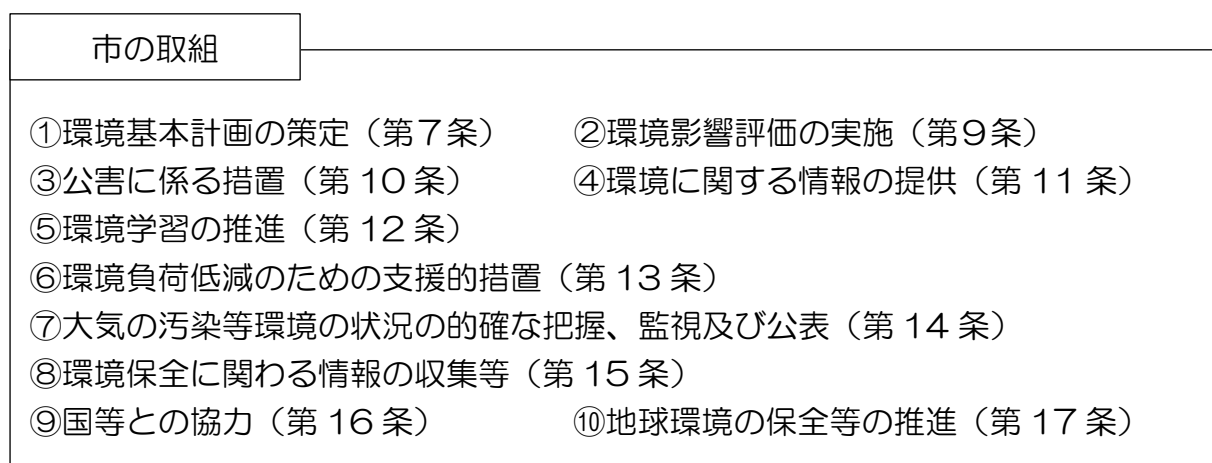 市の取組
①環境基本計画の策定（第７条） ②環境影響評価の実施（第９条）
③公害に係る措置（第 10 条） ④環境に関する情報の提供（第 11 条）
⑤環境学習の推進（第 12 条）
⑥環境負荷低減のための支援的措置（第 13 条）
⑦大気の汚染等環境の状況の的確な把握、監視及び公表（第 14 条）
⑧環境保全に関わる情報の収集等（第 15 条）
⑨国等との協力（第 16 条） ⑩地球環境の保全等の推進（第 17 条）